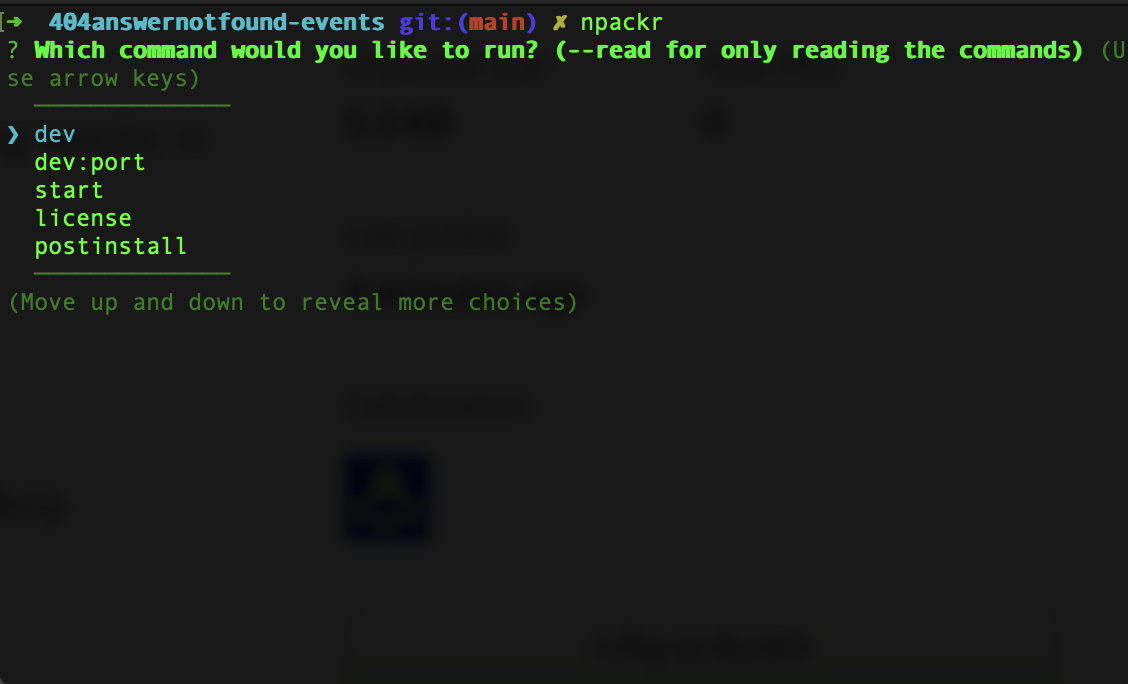 [➜ 404answernotfound-events git:(main) ✗ npackr
? Which command would you like to run? (--read for only reading the commands) (U
se arrow keys)
──────────────
❯ dev
dev:port
start
license
postinstall
──────────────
(Move up and down to reveal more choices)